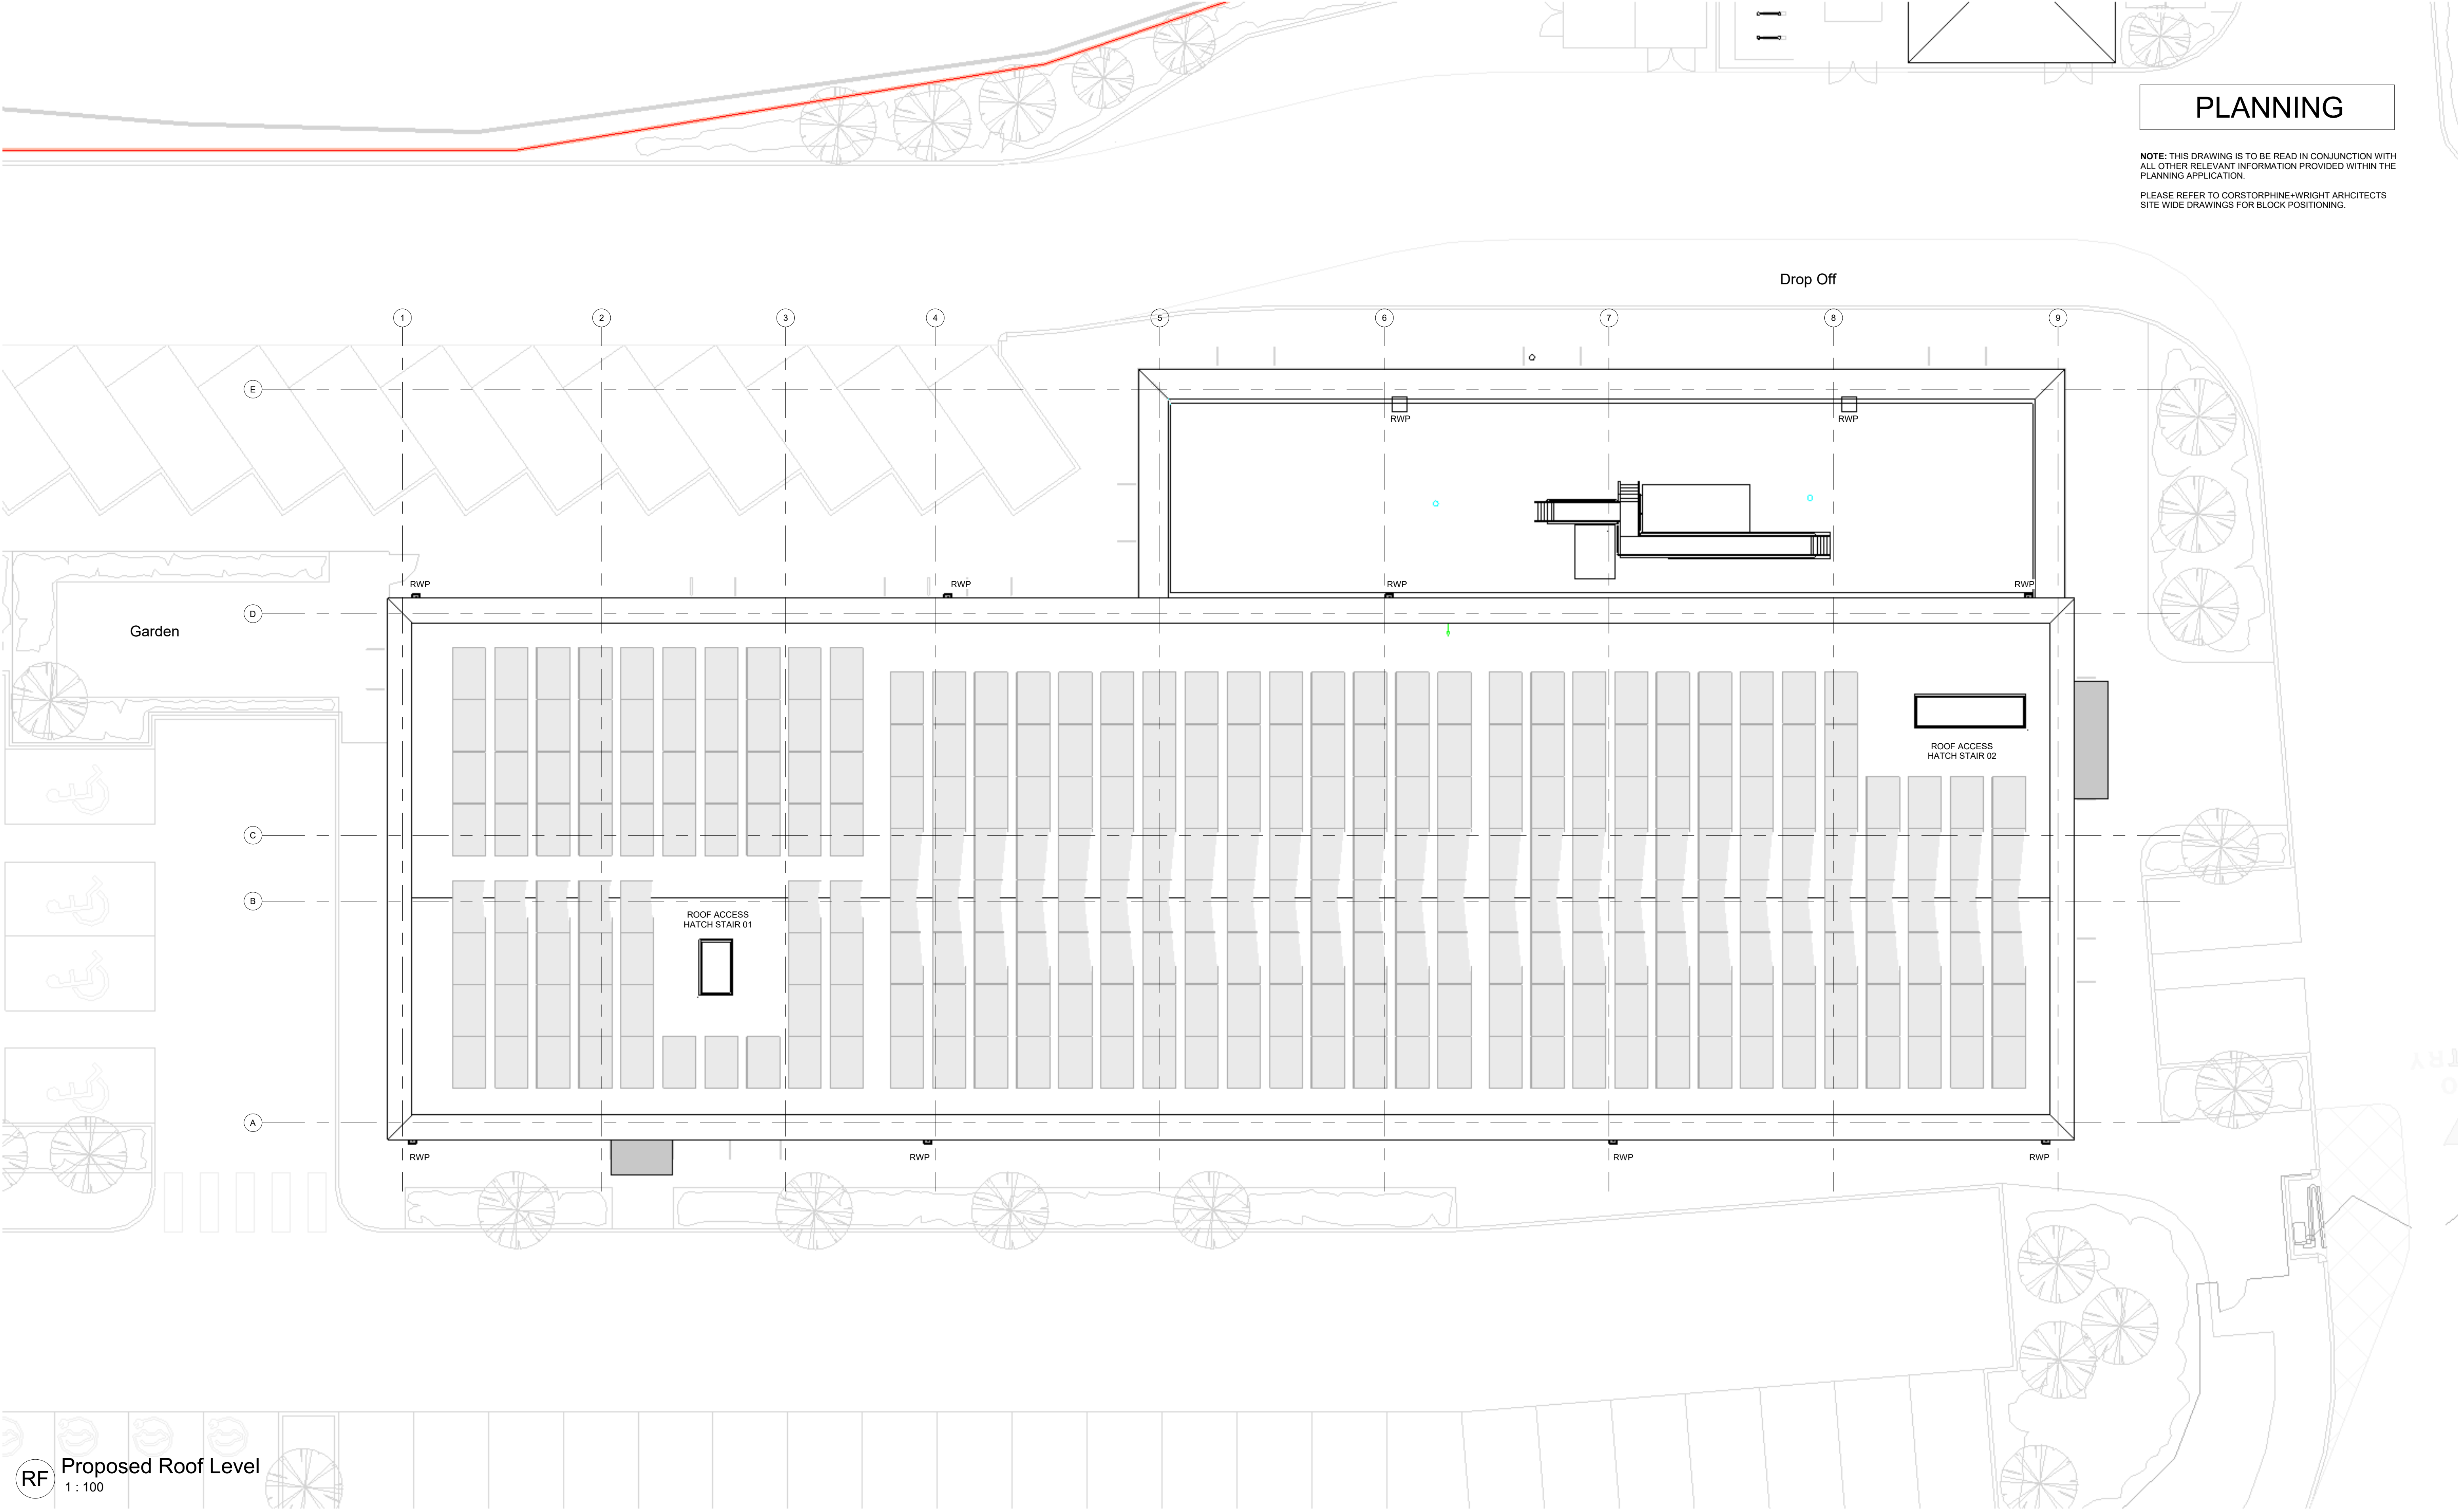 PLANNING
NOTE: THIS DRAWING IS TO BE READ IN CONJUNCTION WITH
ALL OTHER RELEVANT INFORMATION PROVIDED WITHIN THE
PLANNING APPLICATION.
PLEASE REFER TO CORSTORPHINE+WRIGHT ARHCITECTS
SITE WIDE DRAWINGS FOR BLOCK POSITIONING.
Drop Off
1 2 3 4 5 6 7 8 9
E
RWP RWP
RWP RWP RWP RWP
D
Garden
ROOF ACCESS
HATCH STAIR 02
C
B
ROOF ACCESS
HATCH STAIR 01
A
RWP RWP RWP RWP
RF
Proposed Roof Level
1 : 100